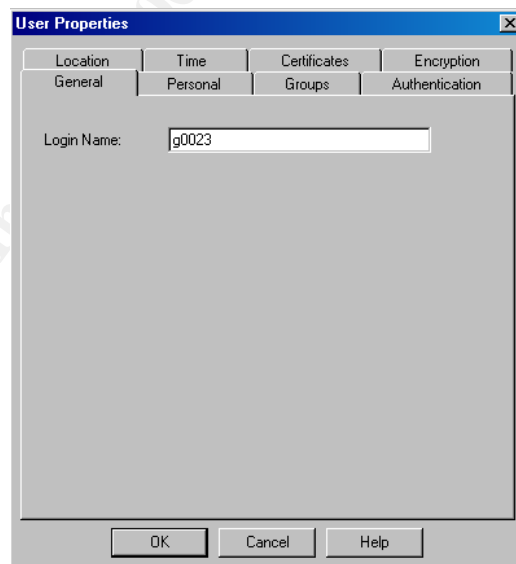 User Properties
Location Time Certificates Encryption
General Personal Groups Authentication
Login Name: g0023
OK Cancel Help